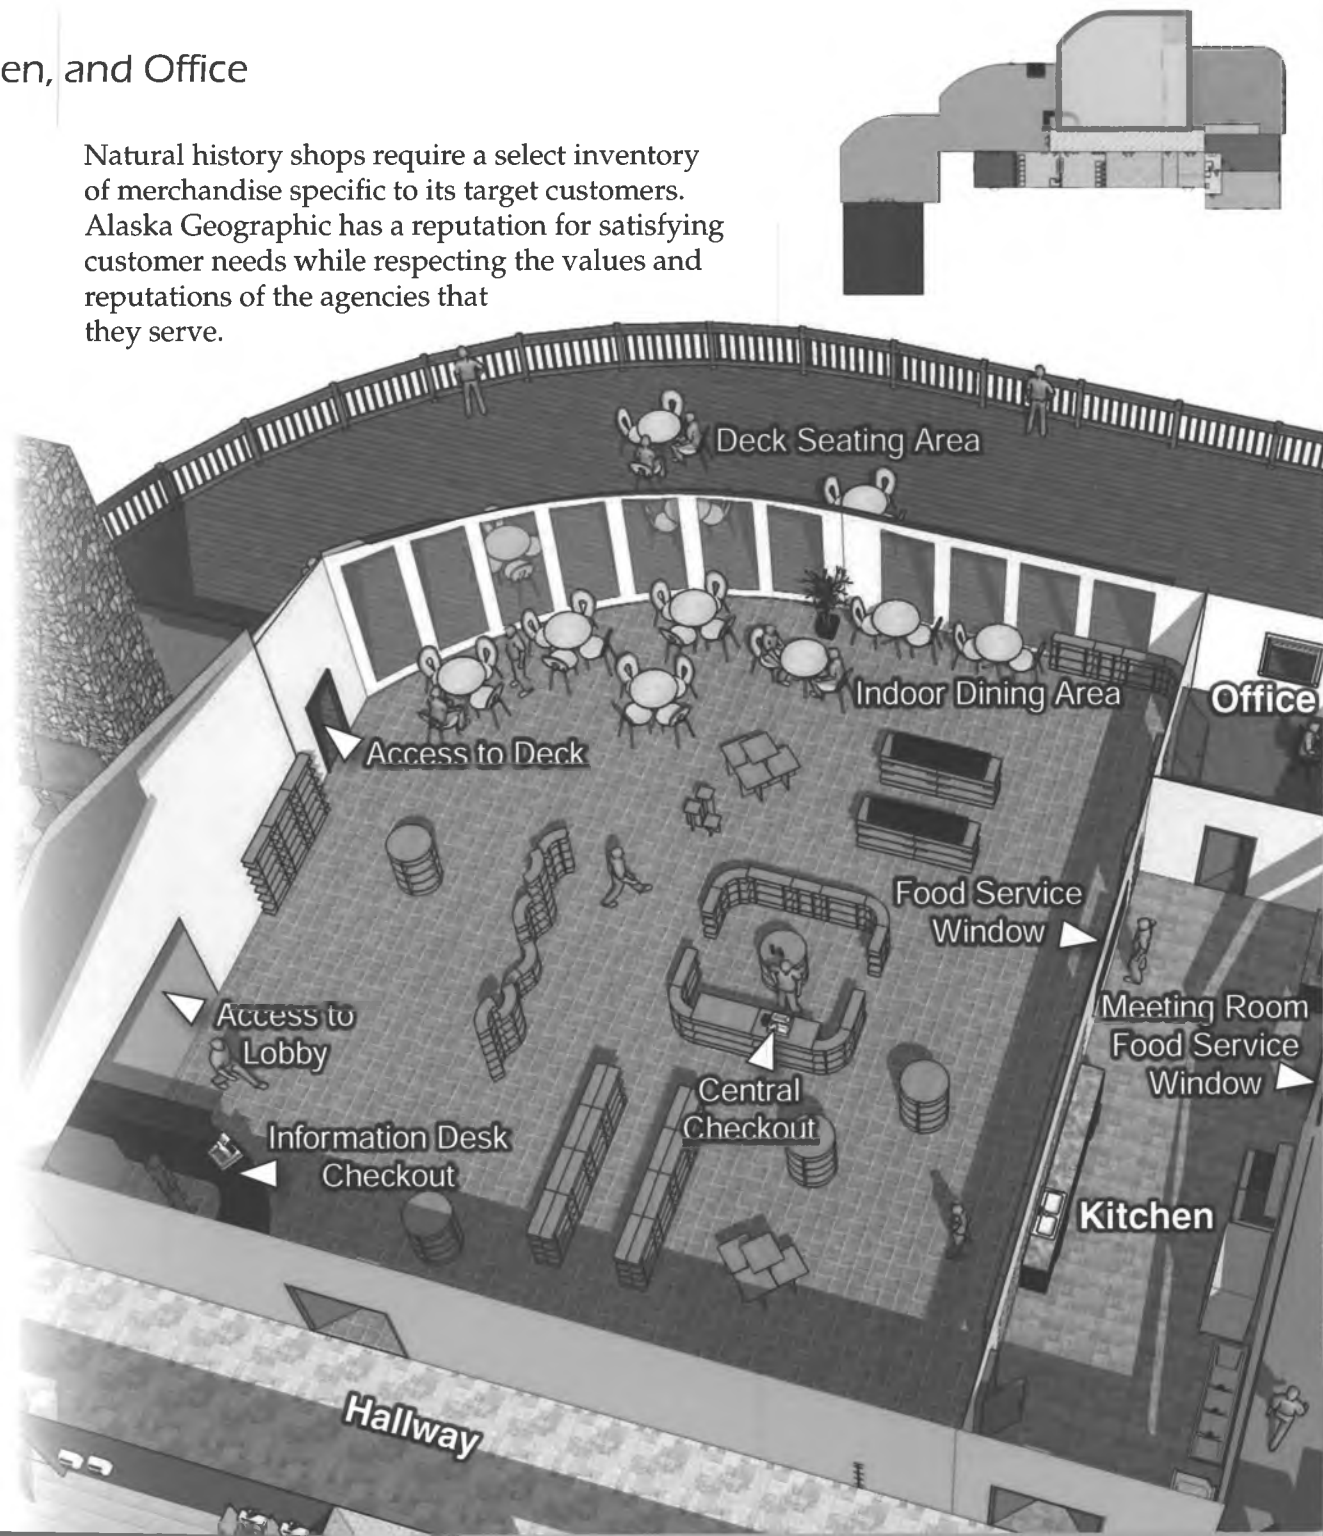 en, and Office
Natural history shops require a select inventory
of merchandise specific to its target customers.
Alaska Geographic has a reputation for satisfying
customer needs while respecting the values and
reputations of the agencies that
they serve.
Deck Seating Area
Indoor Dining Area
Office
Access to Deck
Food Service
Window
Access to
Lobby
Meeting Room
Food Service
Window
Central
Checkout
Information Desk
Checkout
Kitchen
Hallway